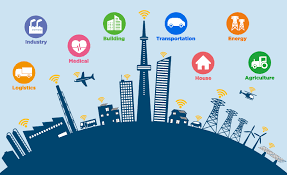 Industry
Building
Transportation
Energy
Medical
Logistics
House
Agriculture